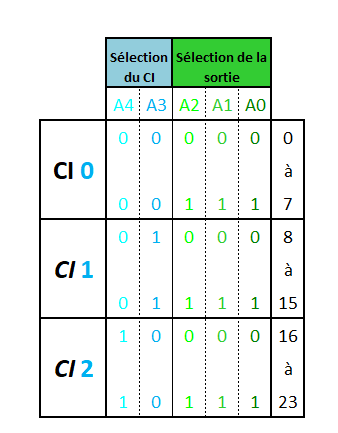 Sélection du CI Sélection de la sortie
A4 A3 A2 A1 A0
0 0 0 0 0 0
CI 0 à
0 0 1 1 1 7
0 1 0 0 0 8
CI 1 à
0 1 1 1 1 15
1 0 0 0 0 16
CI 2 à
1 0 1 1 1 23